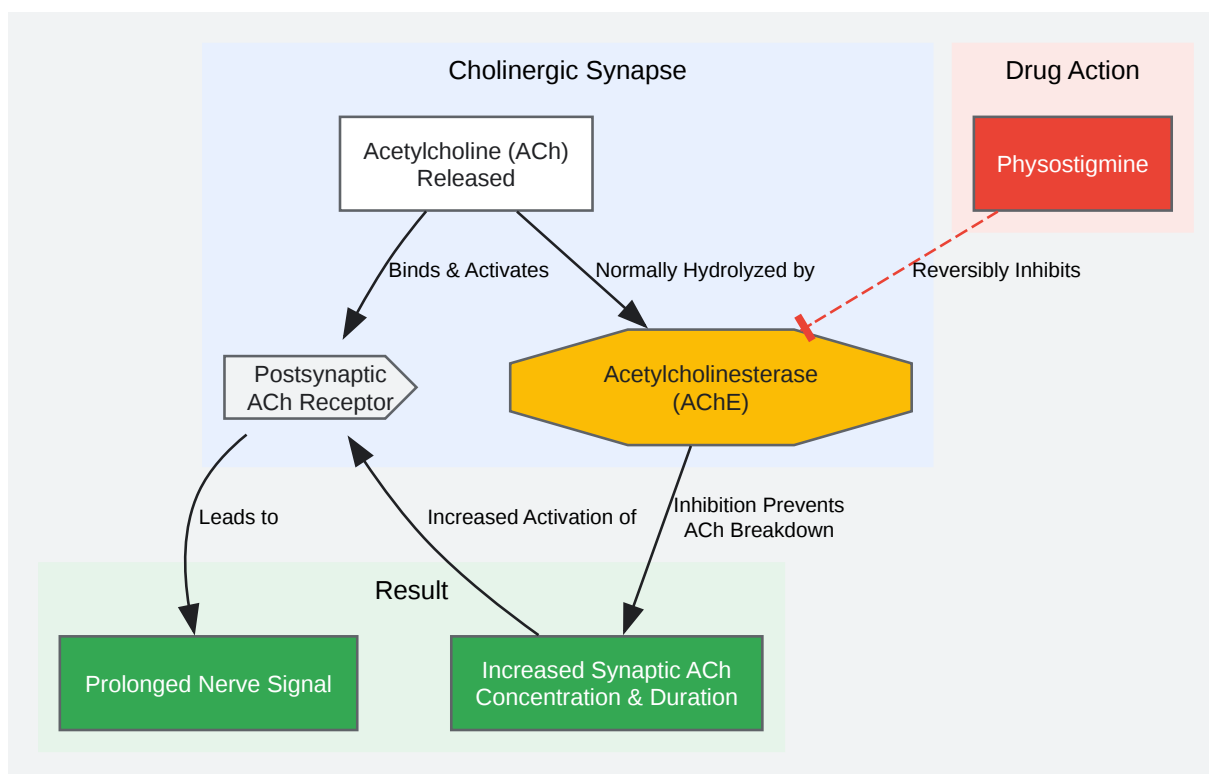 Cholinergic Synapse
Drug Action
Acetylcholine (ACh)
Released
Physostigmine
Binds & Activates
Normally Hydrolyzed by
Reversibly Inhibits
Postsynaptic
ACh Receptor
Acetylcholinesterase
(AChE)
Leads to
Increased Activation of
Inhibition Prevents
ACh Breakdown
Result
Prolonged Nerve Signal
Increased Synaptic ACh
Concentration & Duration